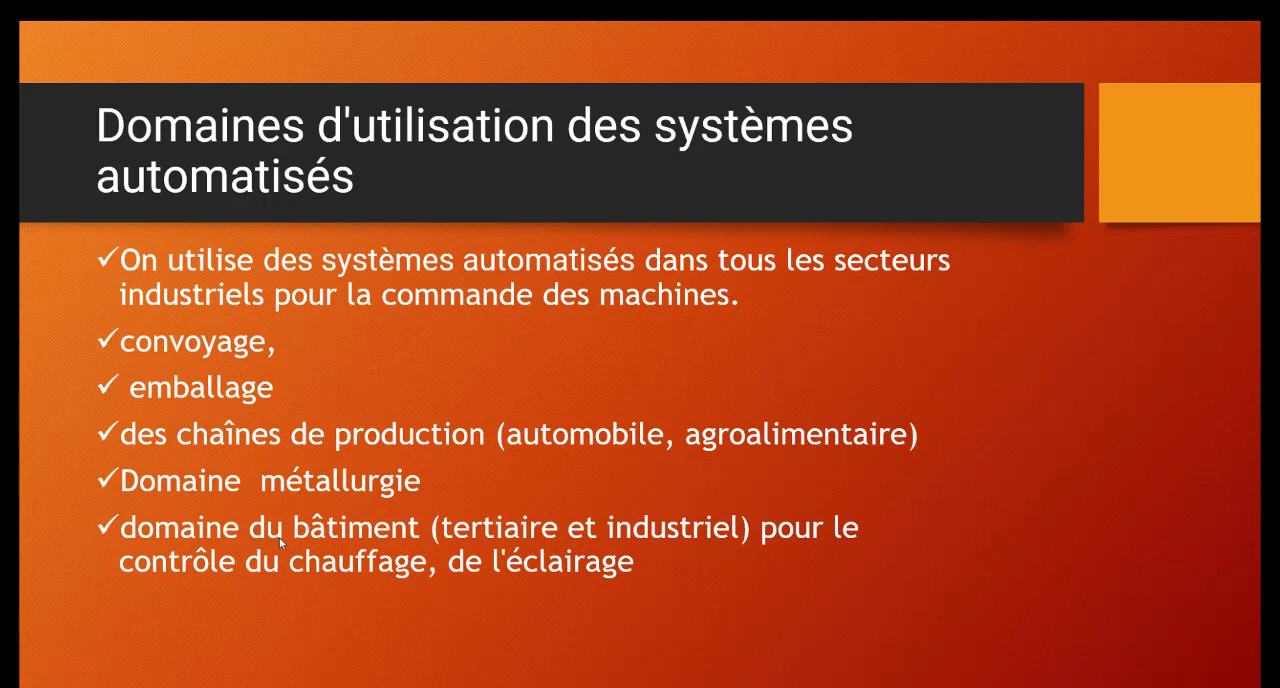 Domaines d'utilisation des systèmes
automatisés
✓On utilise des systèmes automatisés dans tous les secteurs
industriels pour la commande des machines.
✓convoyage,
✓ emballage
✓des chaînes de production (automobile, agroalimentaire)
✓Domaine  métallurgie
✓domaine du bâtiment (tertiaire et industriel) pour le
contrôle du chauffage, de l'éclairage